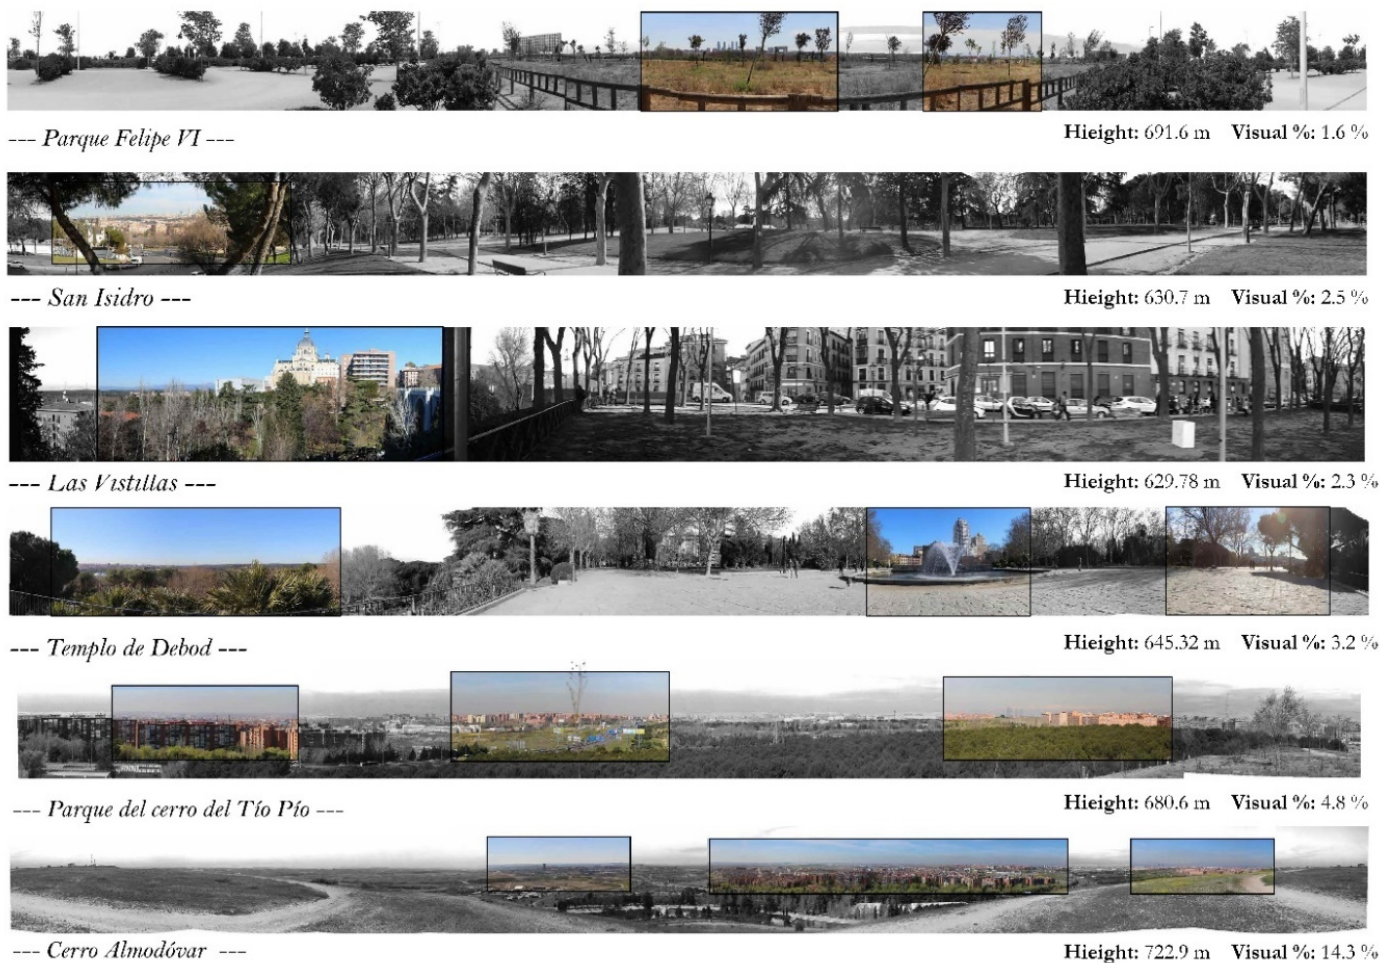 --- Parque Felipe VI ---
Hieight: 691.6 m Visual %: 1.6 %
--- San Isidro ---
Hieight: 630.7 m Visual %: 2.5 %
--- Las Vistillas ---
Hieight: 629.78 m Visual %: 2.3 %
--- Templo de Debod ---
Hieight: 645.32 m Visual %: 3.2 %
--- Parque del cerro del Tío Pío ---
Hieight: 680.6 m Visual %: 4.8 %
--- Cerro Almodóvar ---
Hieight: 722.9 m Visual %: 14.3 %